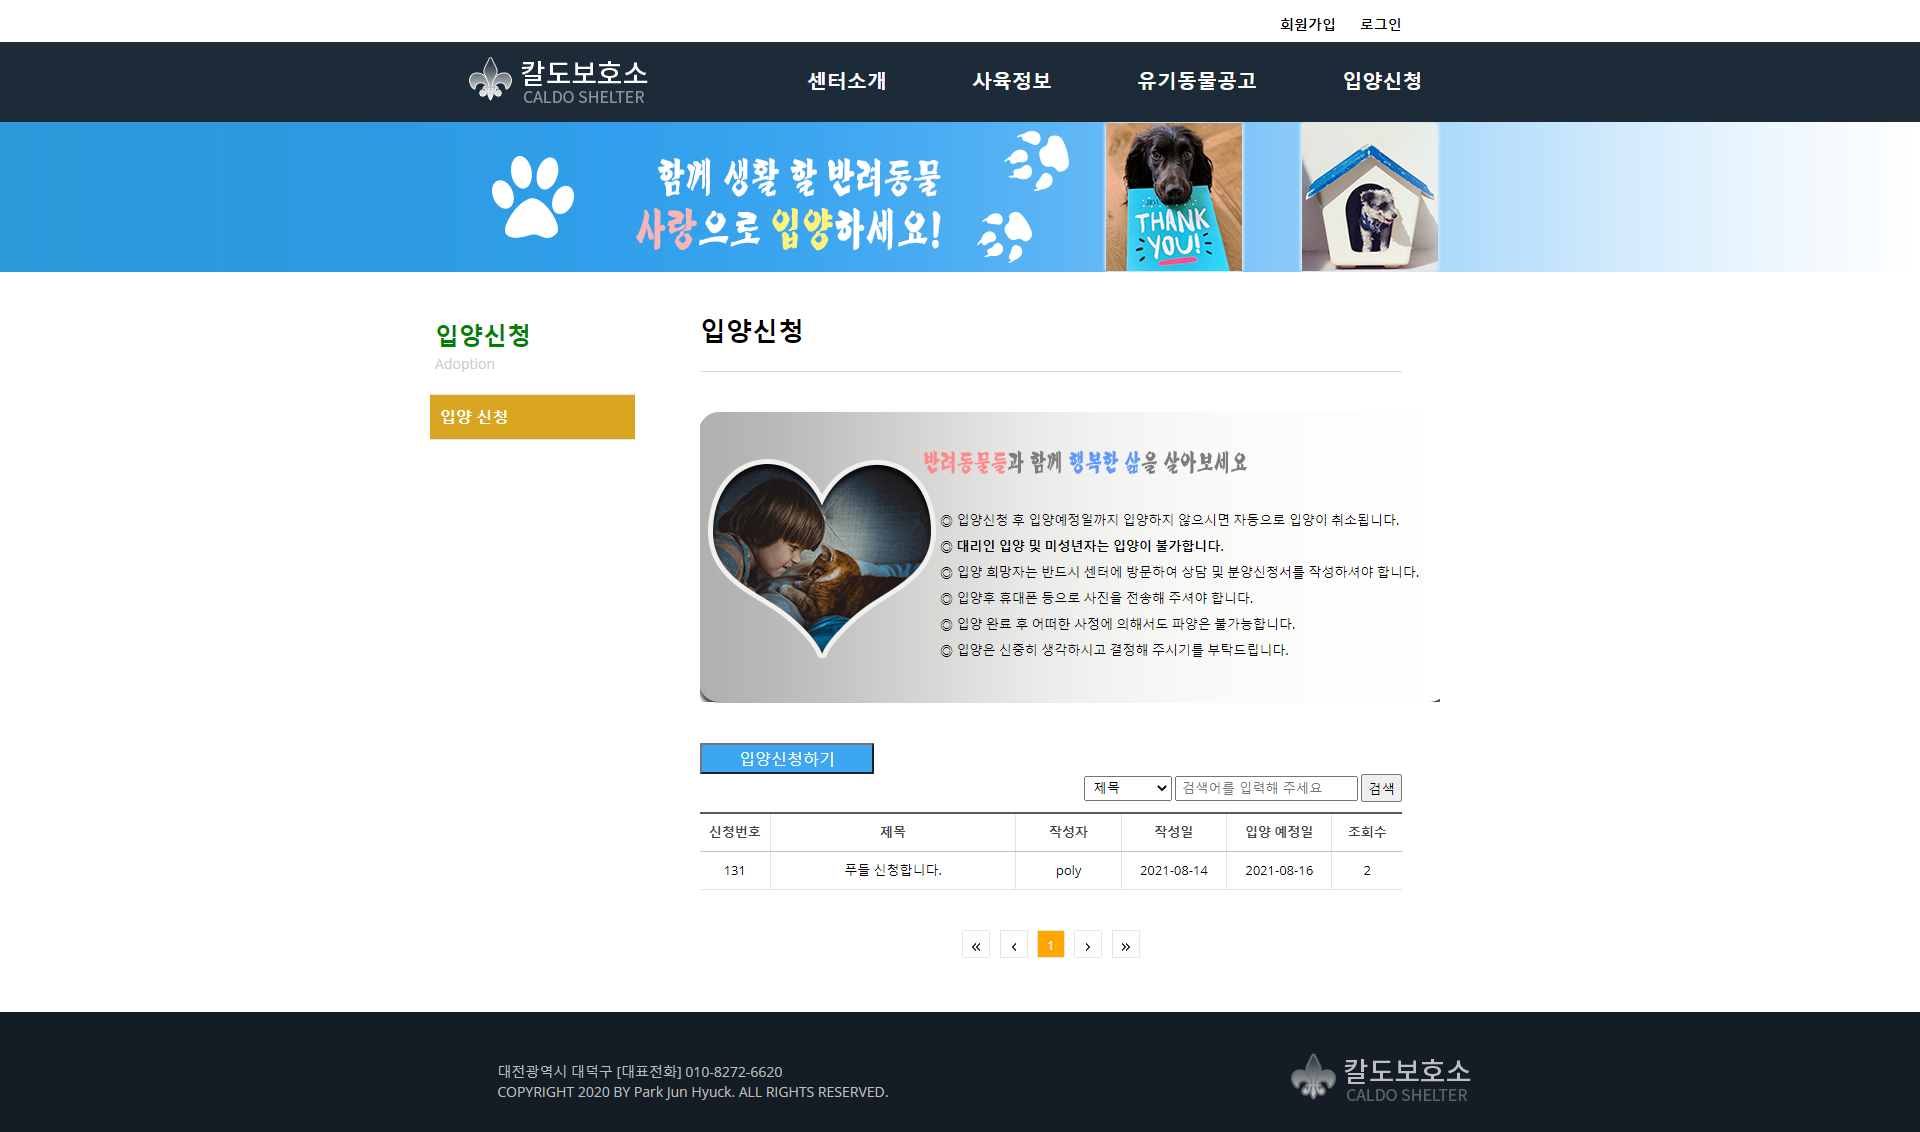 회원가입 로그인
칼도보호소
CALDO SHELTER
센터소개 사육정보 유기동물공고 입양신청
함께 생활 할 반려동물
사랑으로 입양하세요!
THANK
YOU!
입양신청
Adoption
입양 신청
입양신청
반려동물들과 함께 행복한 삶을 살아보세요
◎ 입양신청 후 입양예정일까지 입양하지 않으시면 자동으로 입양이 취소됩니다.
◎ 대리인 입양 및 미성년자는 입양이 불가합니다.
◎ 입양 희망자는 반드시 센터에 방문하여 상담 및 분양신청서를 작성하셔야 합니다.
◎ 입양후 휴대폰 등으로 사진을 전송해 주셔야 합니다.
◎ 입양 완료 후 어떠한 사정에 의해서도 파양은 불가능합니다.
◎ 입양은 신중히 생각하시고 결정해 주시기를 부탁드립니다.
입양신청하기
제목 검색어를 입력해 주세요 검색
신청번호 제목 작성자 작성일 입양 예정일 조회수
131 푸들 신청합니다. poly 2021-08-14 2021-08-16 2
« ‹ 1 › »
대전광역시 대덕구 [대표전화] 010-8272-6620
COPYRIGHT 2020 BY Park Jun Hyuck. ALL RIGHTS RESERVED.
칼도보호소
CALDO SHELTER